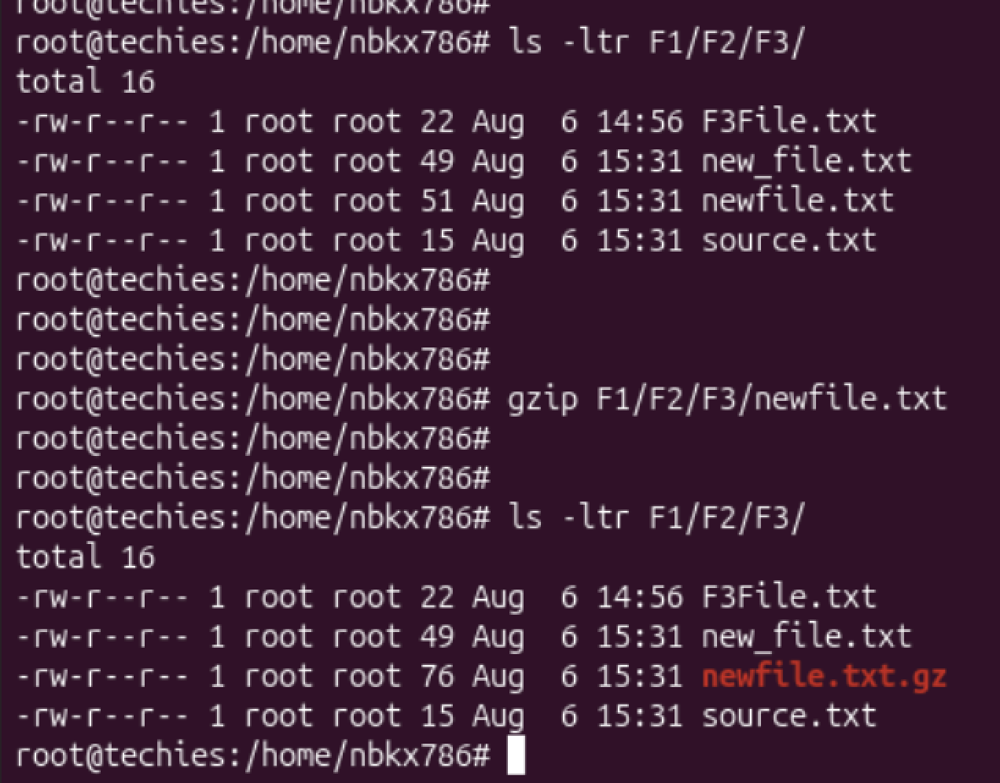 root@techies:/home/nbkx786#
root@techies:/home/nbkx786# ls -ltr F1/F2/F3/
total 16
-rw-r--r-- 1 root root 22 Aug  6 14:56 F3File.txt
-rw-r--r-- 1 root root 49 Aug  6 15:31 new_file.txt
-rw-r--r-- 1 root root 51 Aug  6 15:31 newfile.txt
-rw-r--r-- 1 root root 15 Aug  6 15:31 source.txt
root@techies:/home/nbkx786#
root@techies:/home/nbkx786#
root@techies:/home/nbkx786#
root@techies:/home/nbkx786# gzip F1/F2/F3/newfile.txt
root@techies:/home/nbkx786#
root@techies:/home/nbkx786#
root@techies:/home/nbkx786# ls -ltr F1/F2/F3/
total 16
-rw-r--r-- 1 root root 22 Aug  6 14:56 F3File.txt
-rw-r--r-- 1 root root 49 Aug  6 15:31 new_file.txt
-rw-r--r-- 1 root root 76 Aug  6 15:31 newfile.txt.gz
-rw-r--r-- 1 root root 15 Aug  6 15:31 source.txt
root@techies:/home/nbkx786#